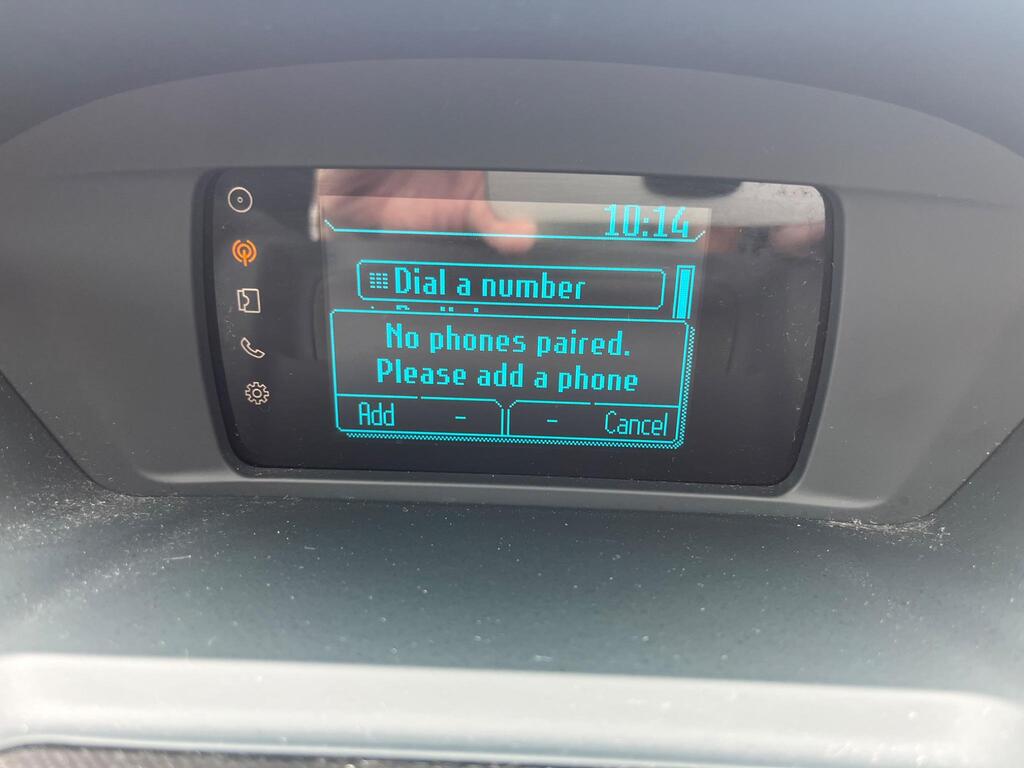 10:14
Dial a number
No phones paired.
Please add a phone
Add - - Cancel